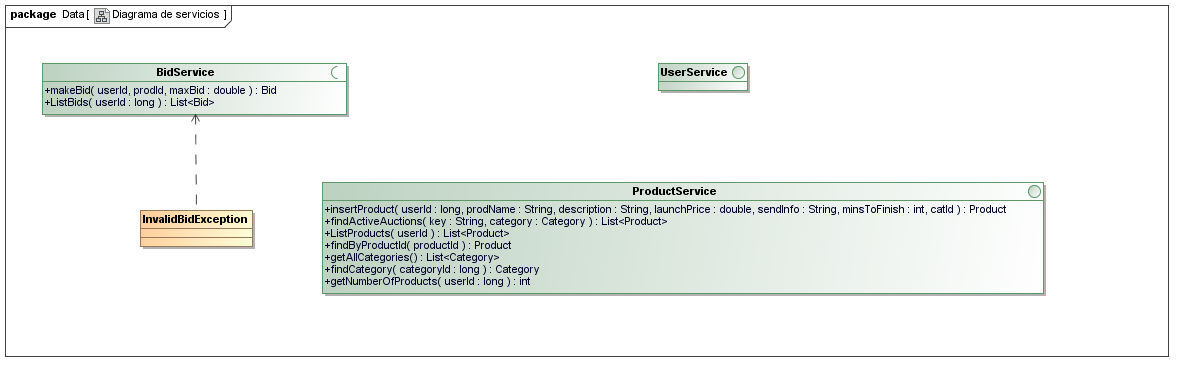 package Data [ Diagrama de servicios ]
BidService
+makeBid( userId, prodId, maxBid : double ) : Bid
+ListBids( userId : long ) : List<Bid>
UserService
InvalidBidException
ProductService
+insertProduct( userId : long, prodName : String, description : String, launchPrice : double, sendInfo : String, minsToFinish : int, catId ) : Product
+findActiveAuctions( key : String, category : Category ) : List<Product>
+ListProducts( userId ) : List<Product>
+findByProductId( productId ) : Product
+getAllCategories() : List<Category>
+findCategory( categoryId : long ) : Category
+getNumberOfProducts( userId : long ) : int